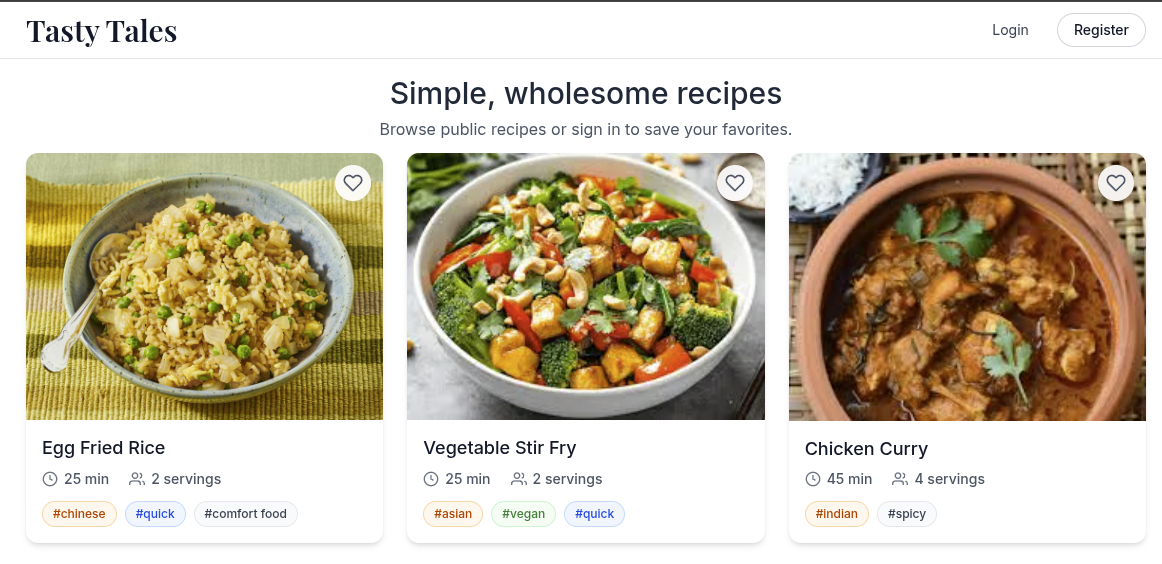 Tasty Tales
Login
Register
Simple, wholesome recipes
Browse public recipes or sign in to save your favorites.
Egg Fried Rice
25 min 2 servings
#chinese #quick #comfort food
Vegetable Stir Fry
25 min 2 servings
#asian #vegan #quick
Chicken Curry
45 min 4 servings
#indian #spicy